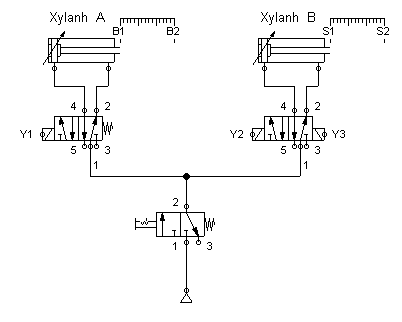 Xylanh A
B1 B2
Xylanh B
S1 S2
4 2
4 2
Y1
Y2 Y3
5 3
5 3
1
1
2
1 3